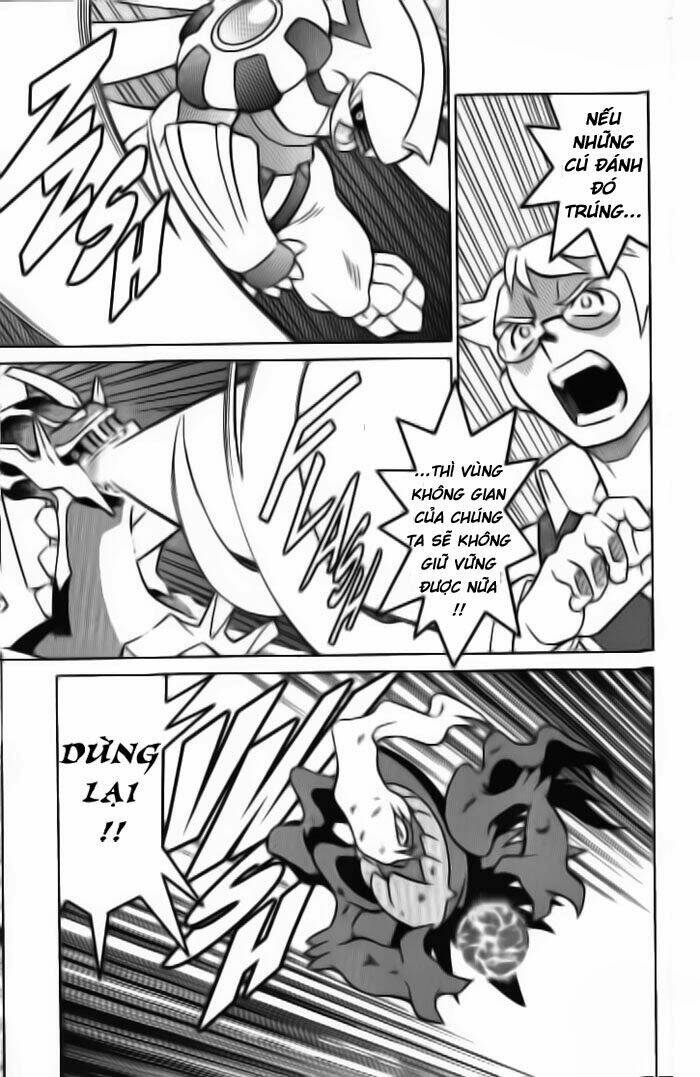 NẾU
NHỮNG
CÚ ĐÁNH
ĐÓ
TRÚNG...
...THÌ VÙNG
KHÔNG GIAN
CỦA CHÚNG
TA SẼ KHÔNG
GIỮ VỮNG
ĐƯỢC NỮA
!!
DỪNG
LẠI
!!